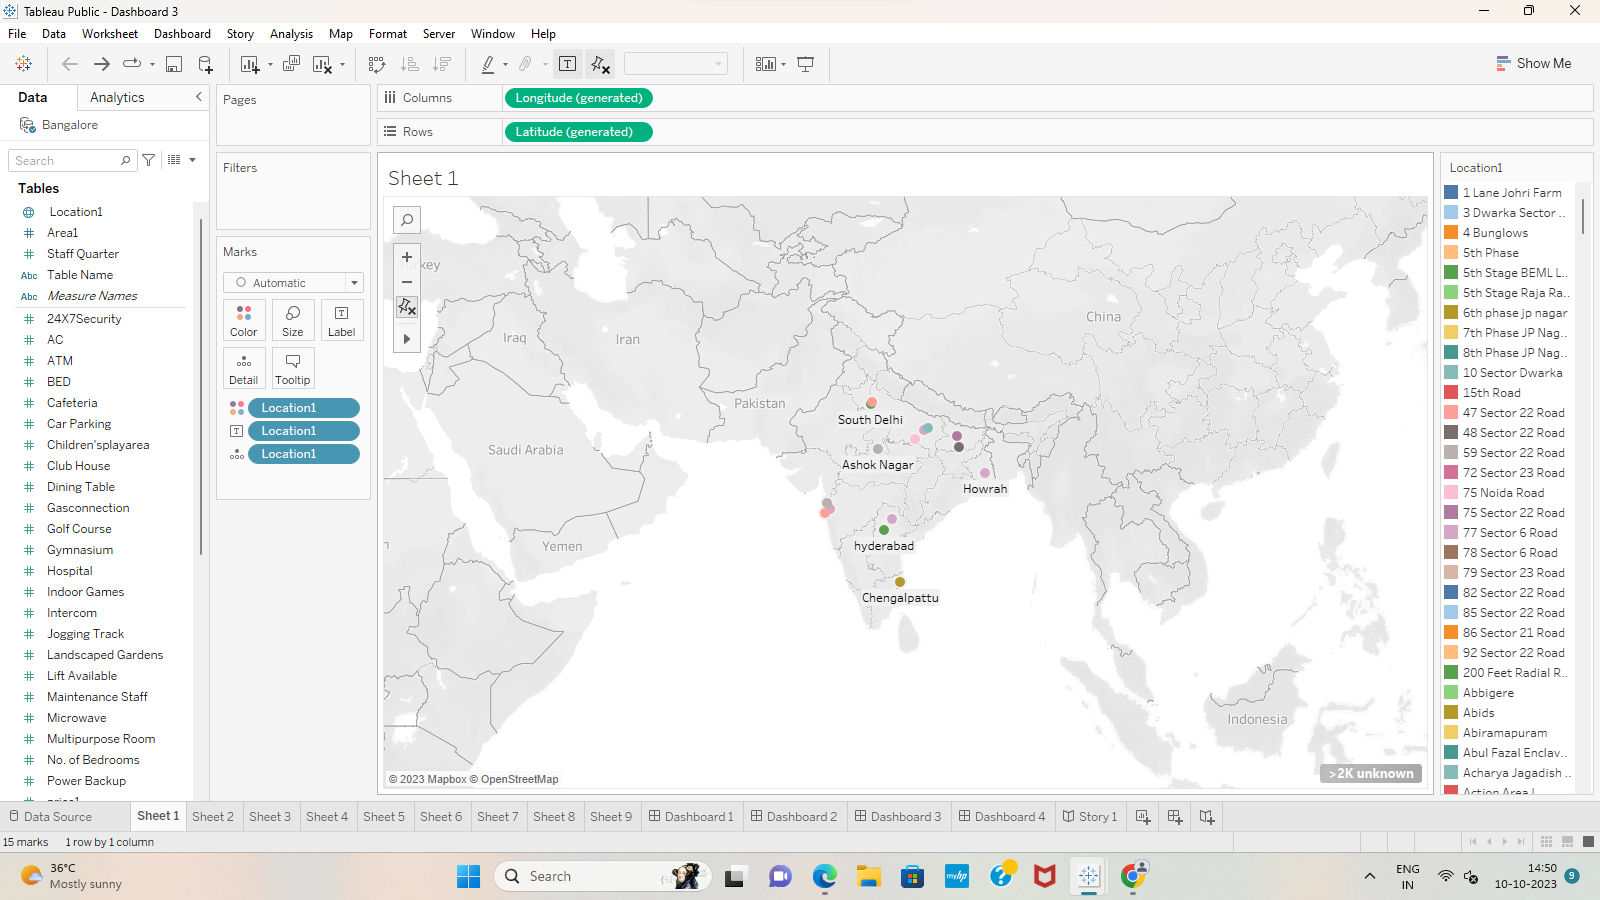 Tableau Public - Dashboard 3
File Data Worksheet Dashboard Story Analysis Map Format Server Window Help
Show Me
Data Analytics
Bangalore
Search
Tables
Location1
Area1
Staff Quarter
Abc Table Name
Abc Measure Names
24X7Security
AC
ATM
BED
Cafeteria
Car Parking
Children'splayarea
Club House
Dining Table
Gasconnection
Golf Course
Gymnasium
Hospital
Indoor Games
Intercom
Jogging Track
Landscaped Gardens
Lift Available
Maintenance Staff
Microwave
Multipurpose Room
No. of Bedrooms
Power Backup
price1
Pages
Filters
Marks
Automatic
Color Size Label
Detail Tooltip
Location1
Location1
Location1
Columns Longitude (generated)
Rows Latitude (generated)
Sheet 1
Iraq
Iran
China
Pakistan
South Delhi
Saudi Arabia
Ashok Nagar
Howrah
Yemen
hyderabad
Chengalpattu
Indonesia
© 2023 Mapbox © OpenStreetMap
>2K unknown
Location1
1 Lane Johri Farm
3 Dwarka Sector ..
4 Bunglows
5th Phase
5th Stage BEML L..
5th Stage Raja Ra..
6th phase jp nagar
7th Phase JP Nag..
8th Phase JP Nag..
10 Sector Dwarka
15th Road
47 Sector 22 Road
48 Sector 22 Road
59 Sector 22 Road
72 Sector 23 Road
75 Noida Road
75 Sector 22 Road
77 Sector 6 Road
78 Sector 6 Road
79 Sector 23 Road
82 Sector 22 Road
85 Sector 22 Road
86 Sector 21 Road
92 Sector 22 Road
200 Feet Radial R..
Abbigere
Abids
Abiramapuram
Abul Fazal Enclav..
Acharya Jagadish ..
Action Area I
Data Source Sheet 1 Sheet 2 Sheet 3 Sheet 4 Sheet 5 Sheet 6 Sheet 7 Sheet 8 Sheet 9 Dashboard 1 Dashboard 2 Dashboard 3 Dashboard 4 Story 1
15 marks 1 row by 1 column
36°C
Mostly sunny
Search
myhp
ENG
IN
14:50
10-10-2023
9